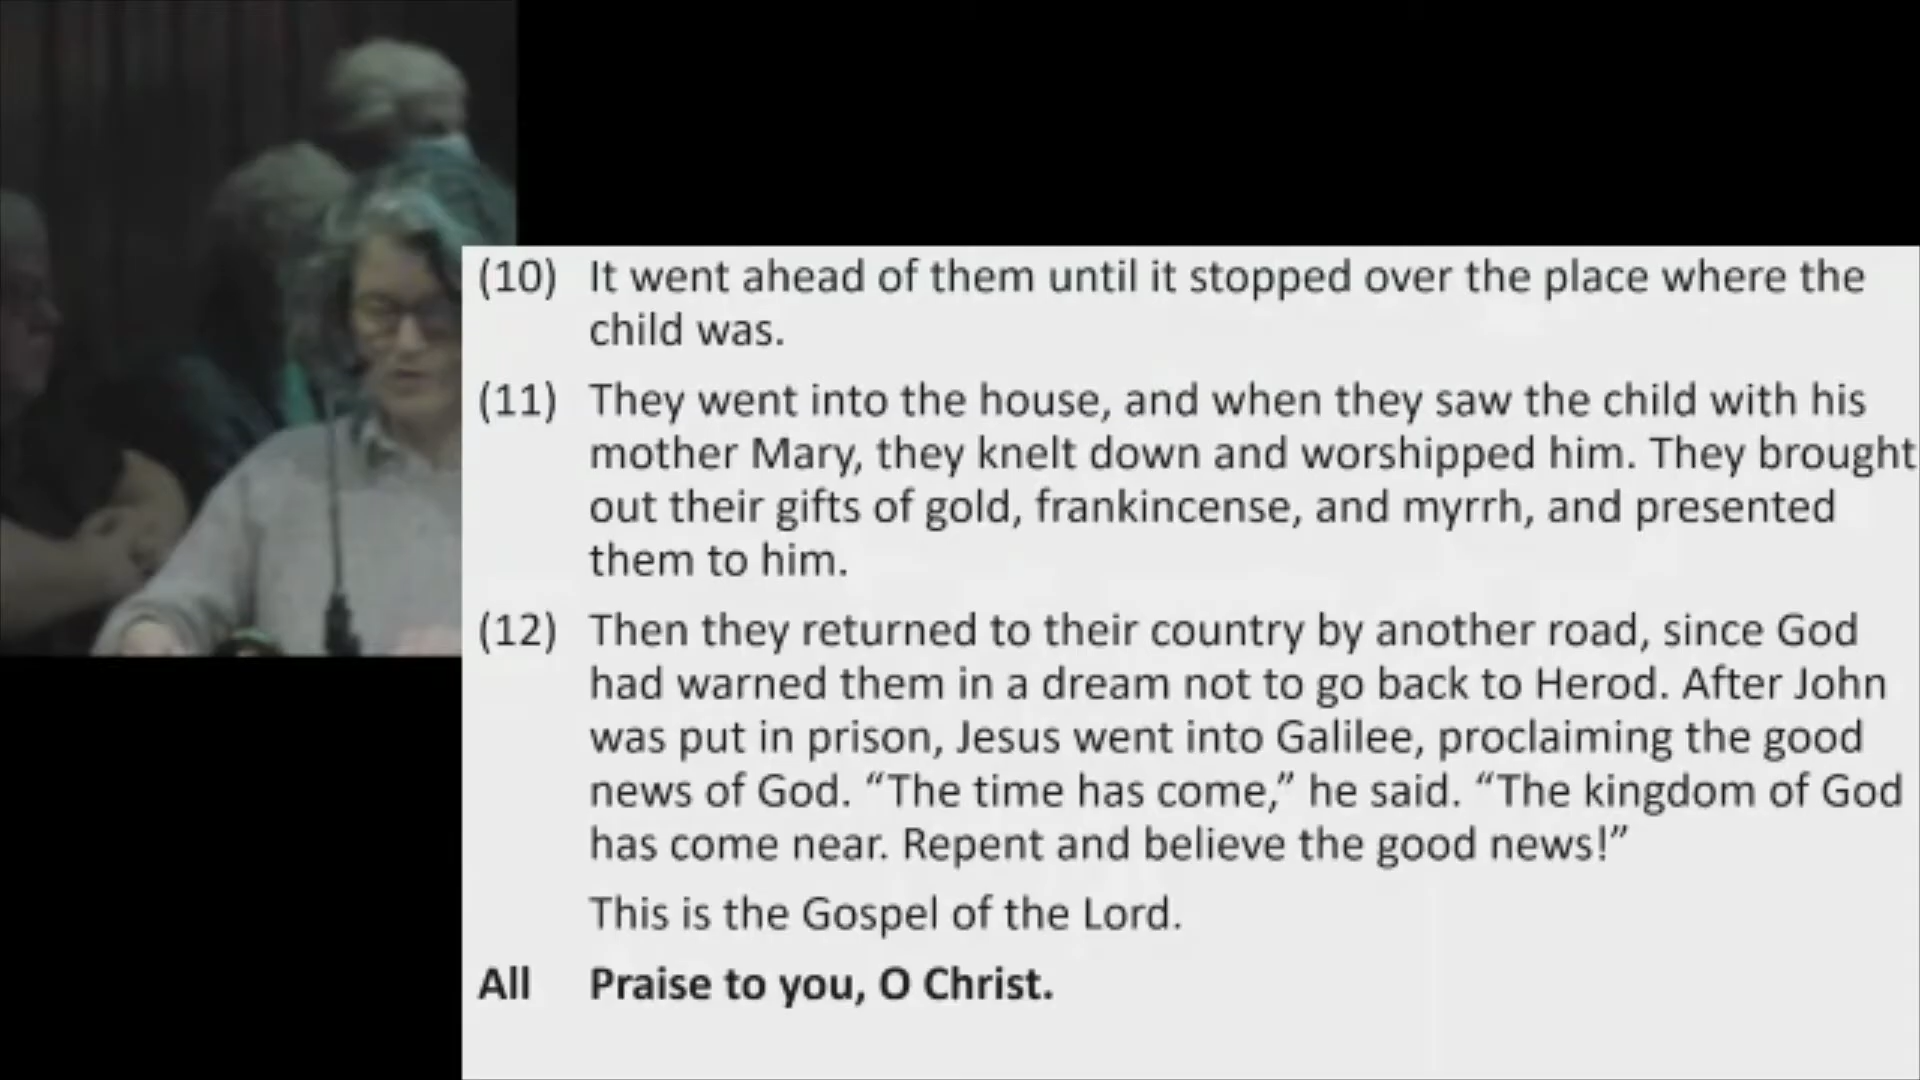 (10) It went ahead of them until it stopped over the place where the
child was.
(11) They went into the house, and when they saw the child with his
mother Mary, they knelt down and worshipped him. They brought
out their gifts of gold, frankincense, and myrrh, and presented
them to him.
(12) Then they returned to their country by another road, since God
had warned them in a dream not to go back to Herod. After John
was put in prison, Jesus went into Galilee, proclaiming the good
news of God. “The time has come,” he said. “The kingdom of God
has come near. Repent and believe the good news!”
This is the Gospel of the Lord.
All Praise to you, O Christ.